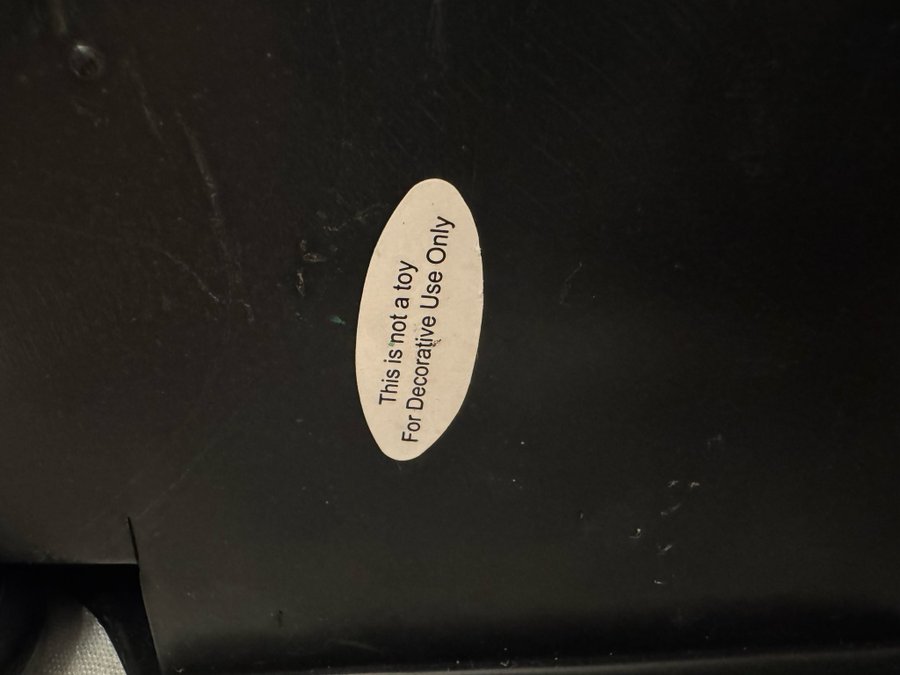 This is not a toy
For Decorative Use Only